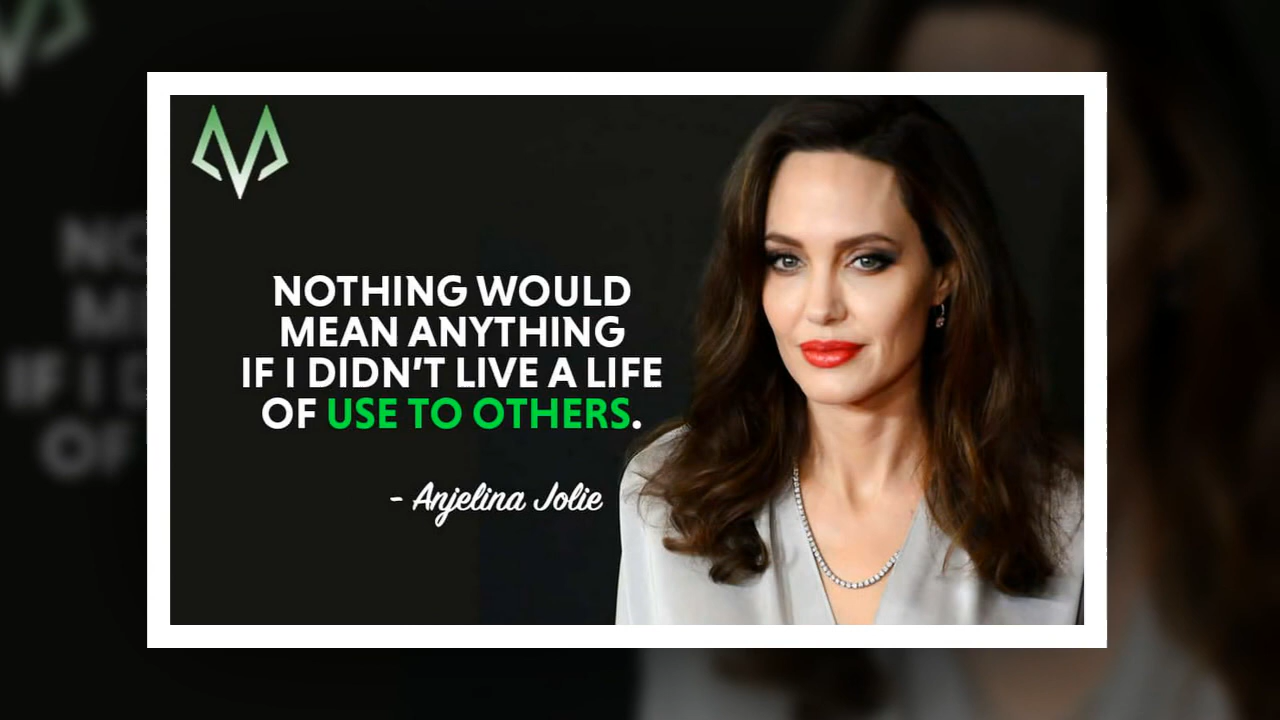 NOTHING WOULD
MEAN ANYTHING
IF I DIDN'T LIVE A LIFE
OF USE TO OTHERS.
- Anjelina Jolie